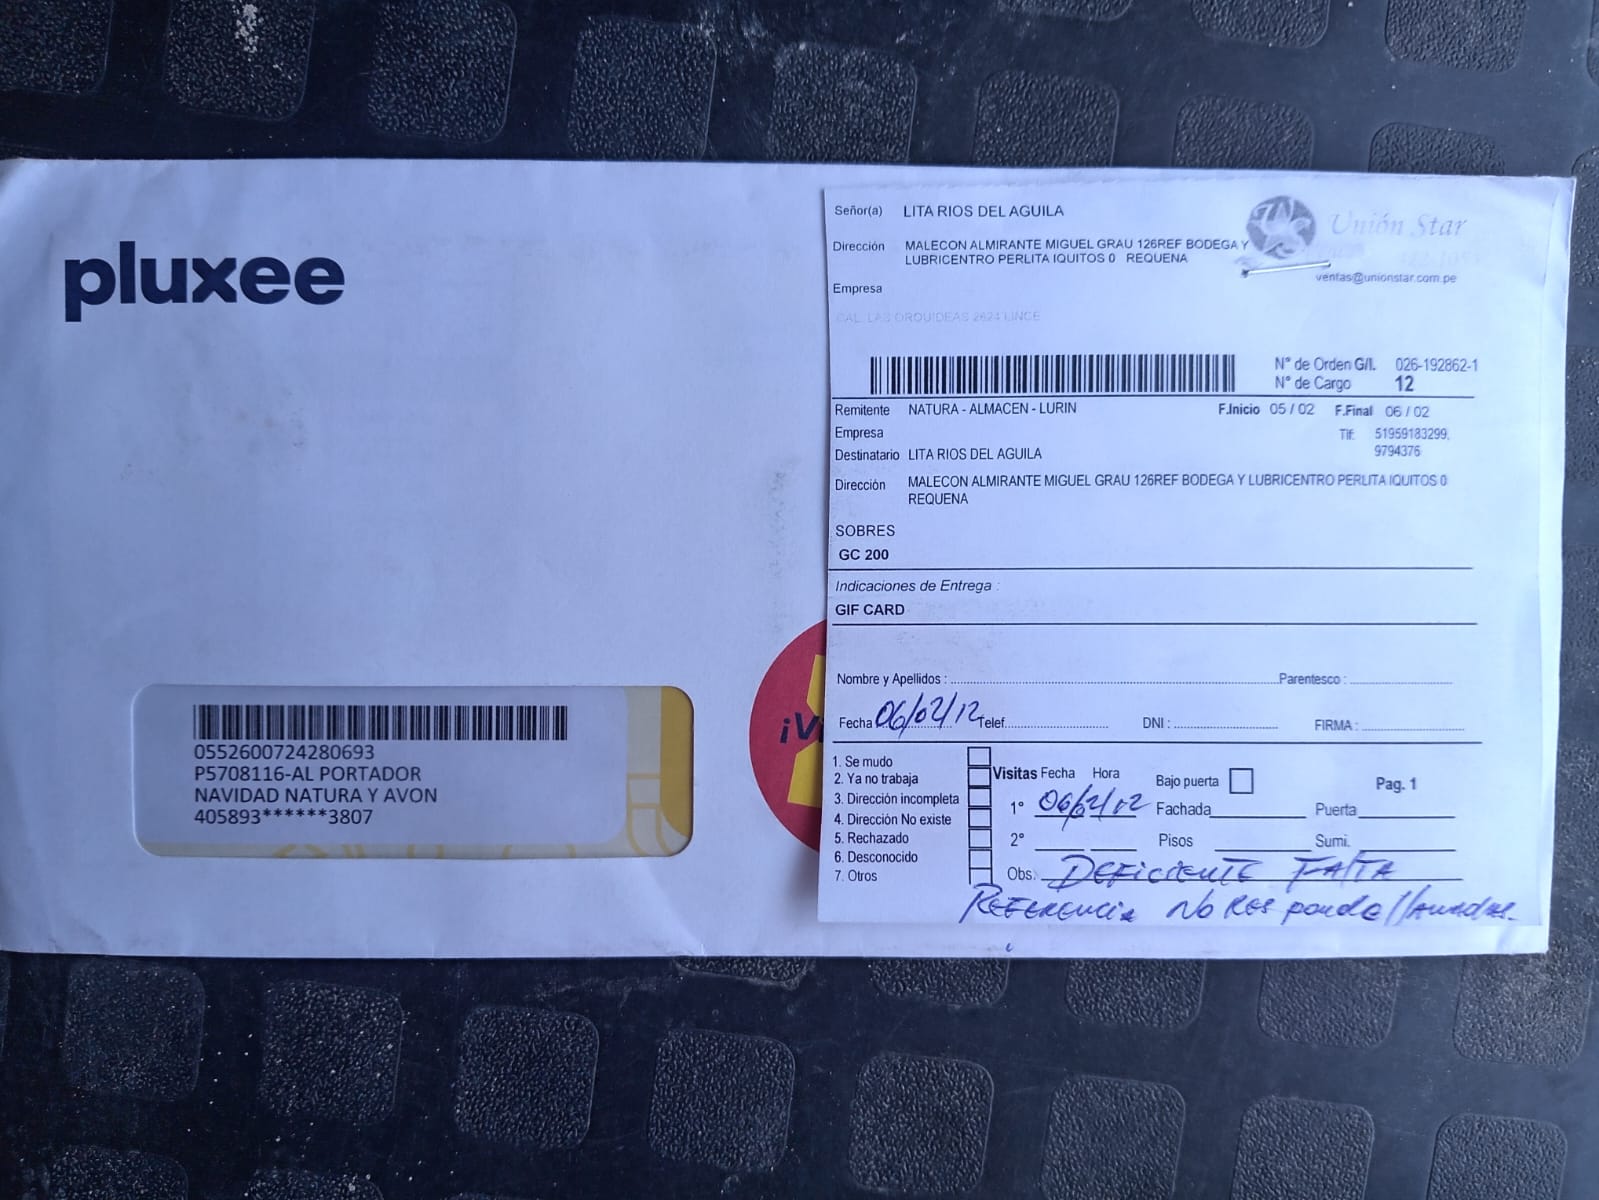 pluxee
0552600724280693
P5708116-AL PORTADOR
NAVIDAD NATURA Y AVON
405893******3807
¡Vi
Señor(a) LITA RIOS DEL AGUILA
Unión Star
Dirección MALECON ALMIRANTE MIGUEL GRAU 126REF BODEGA Y
LUBRICENTRO PERLITA IQUITOS 0 REQUENA
ventas@unionstar.com.pe
Empresa
CAL. LAS ORQUIDEAS 2624 LINCE
N° de Orden G/I. 026-192862-1
N° de Cargo 12
Remitente NATURA - ALMACEN - LURIN F.Inicio 05 / 02 F.Final 06 / 02
Empresa Tlf: 51959183299,
9794376
Destinatario LITA RIOS DEL AGUILA
Dirección MALECON ALMIRANTE MIGUEL GRAU 126REF BODEGA Y LUBRICENTRO PERLITA IQUITOS 0
REQUENA
SOBRES
GC 200
Indicaciones de Entrega :
GIF CARD
Nombre y Apellidos : Parentesco :
Fecha 06/02/12 Telef. DNI : FIRMA :
1. Se mudo
2. Ya no trabaja
3. Dirección incompleta
4. Dirección No existe
5. Rechazado
6. Desconocido
7. Otros
Visitas Fecha Hora Bajo puerta Pag. 1
1° 06/02/12 Fachada Puerta
2° Pisos Sumi.
Obs. DEFICIENTE FALTA
REFERENCIA NO RESponde llamadas.